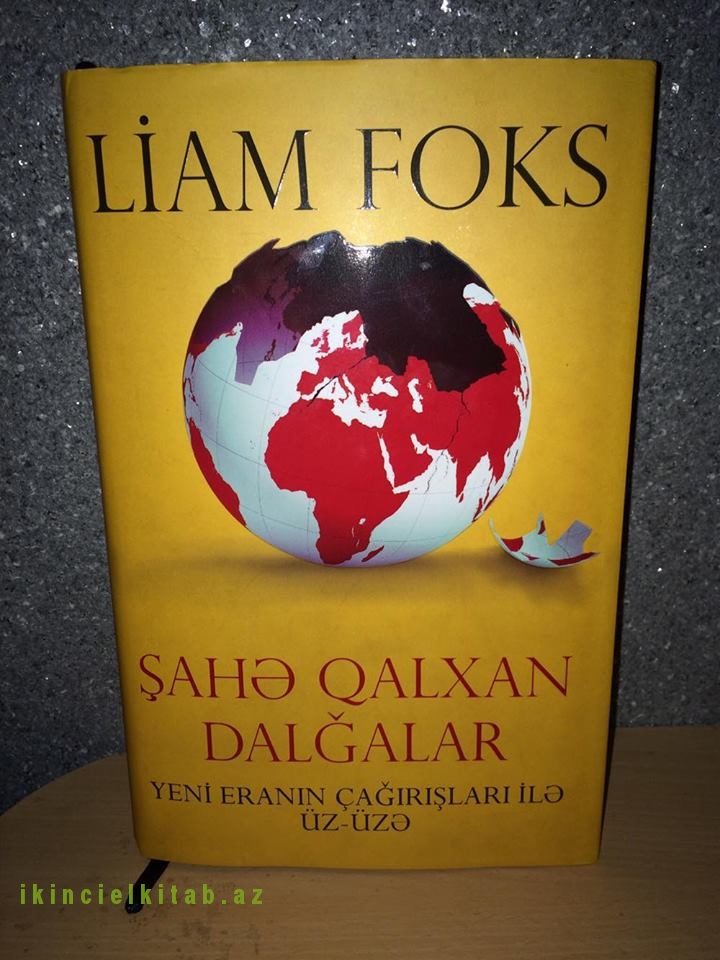 LİAM FOKS
ŞAHƏ QALXAN
DALĞALAR
YENİ ERANIN ÇAĞIRIŞLARI İLƏ
ÜZ-ÜZƏ
ikincielkitab.az